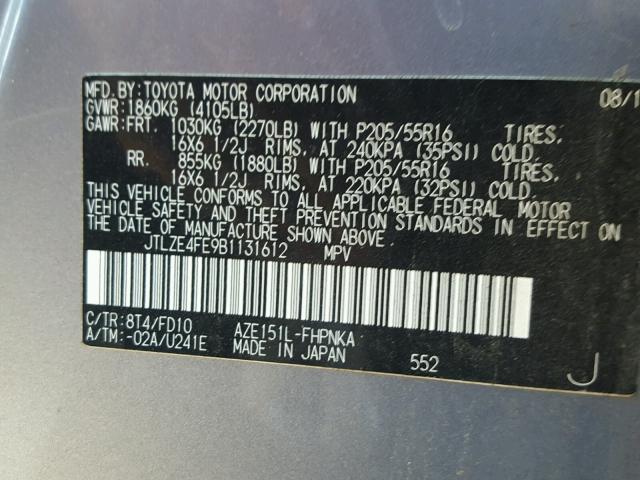 MFD.BY:TOYOTA MOTOR CORPORATION 08/1
GVWR:1860KG (4105LB)
GAWR:FRT. 1030KG (2270LB) WITH P205/55R16 TIRES,
16X6 1/2J RIMS, AT 240KPA (35PSI) COLD.
RR. 855KG (1880LB) WITH P205/55R16 TIRES,
16X6 1/2J RIMS, AT 220KPA (32PSI) COLD.
THIS VEHICLE CONFORMS TO ALL APPLICABLE FEDERAL MOTOR
VEHICLE SAFETY AND THEFT PREVENTION STANDARDS IN EFFECT ON
THE DATE OF MANUFACTURE SHOWN ABOVE.
JTLZE4FE9B1131612 MPV
C/TR:8T4/FD10 AZE151L-FHPNKA
A/TM:-02A/U241E MADE IN JAPAN 552 J